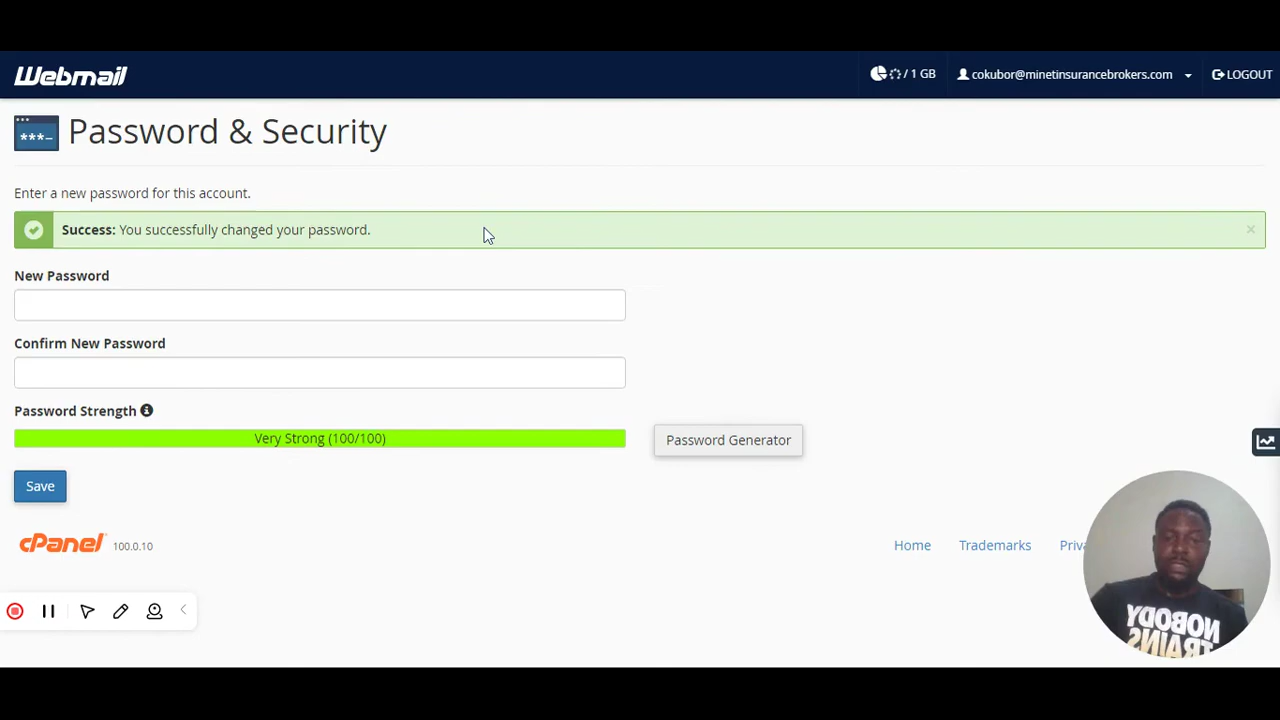 Webmail
/ 1 GB
cokubor@minetinsurancebrokers.com
LOGOUT
***– Password & Security
Enter a new password for this account.
Success: You successfully changed your password.
×
New Password
Confirm New Password
Password Strength
Very Strong (100/100)
Password Generator
Save
cPanel 100.0.10
Home
Trademarks
NOBODY
TRAINS